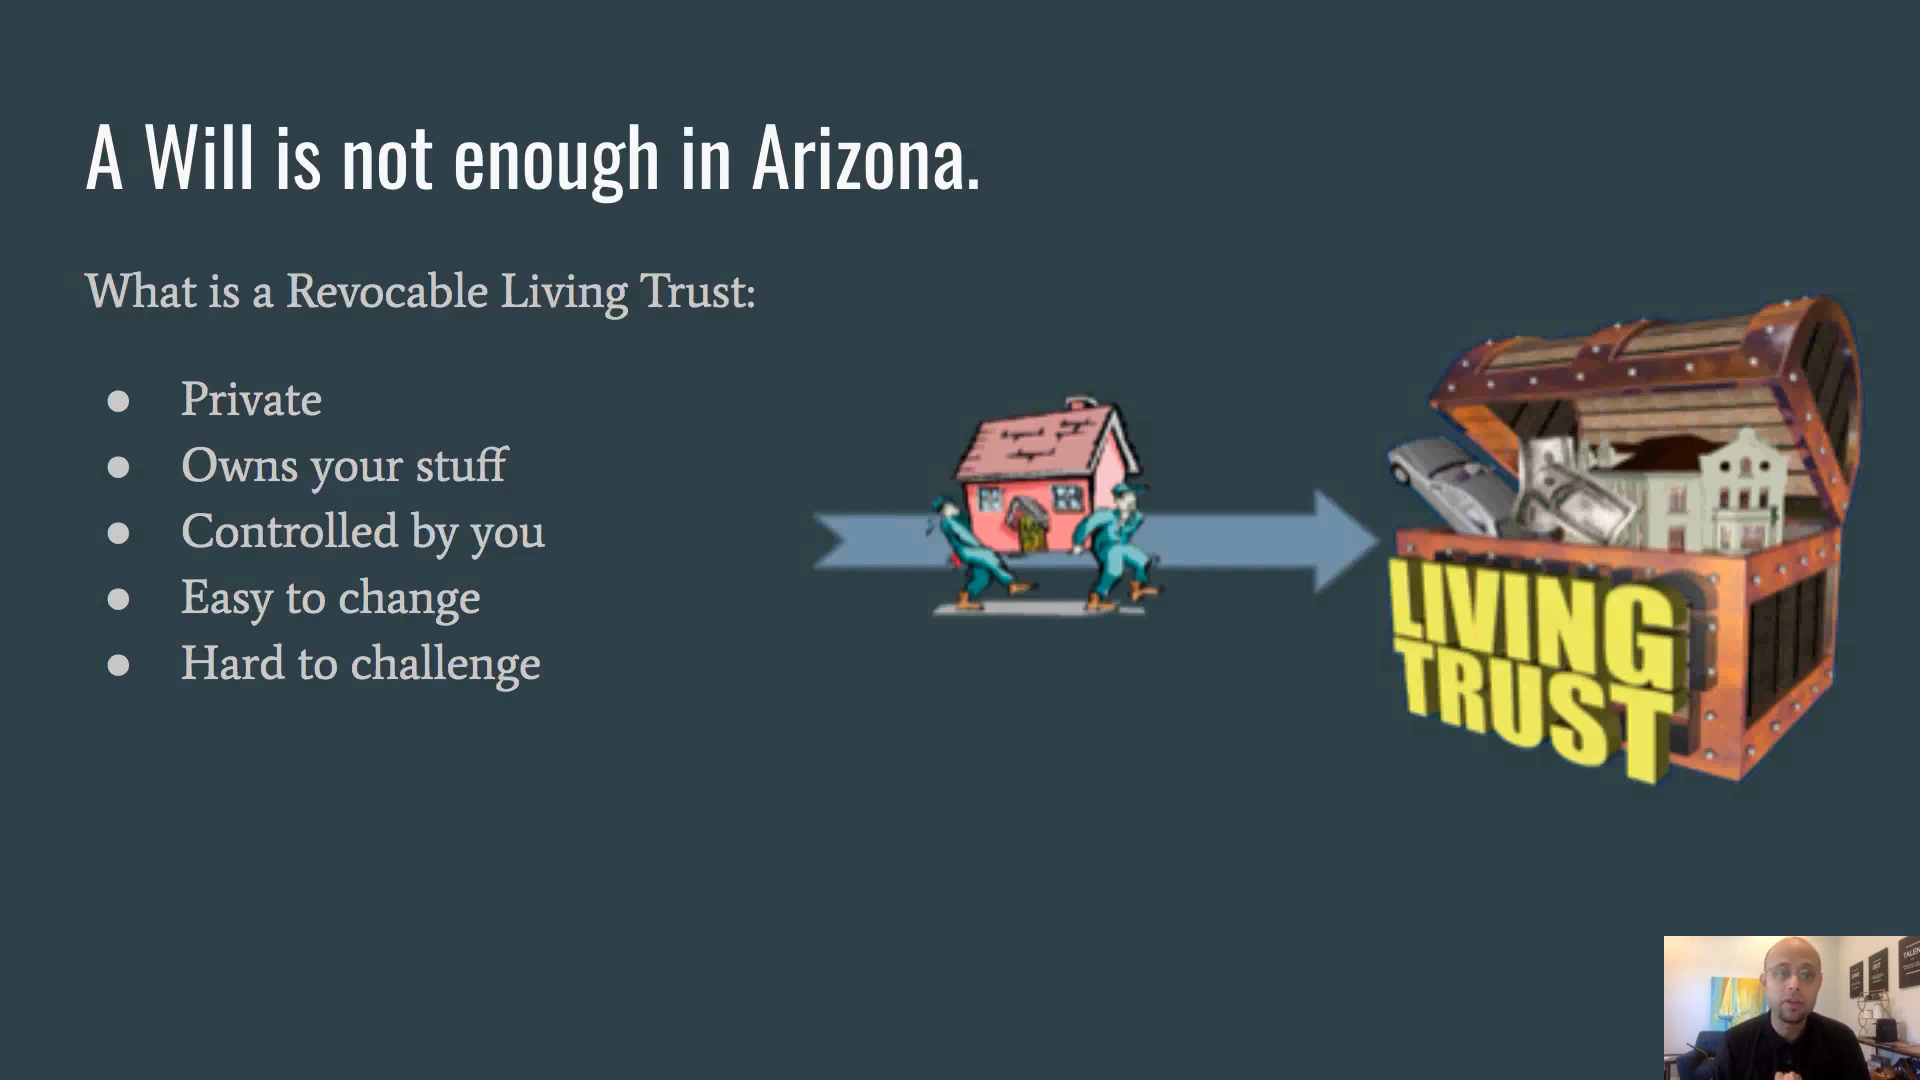 A Will is not enough in Arizona.
What is a Revocable Living Trust:
● Private
● Owns your stuff
● Controlled by you
● Easy to change
● Hard to challenge
LIVING
TRUST